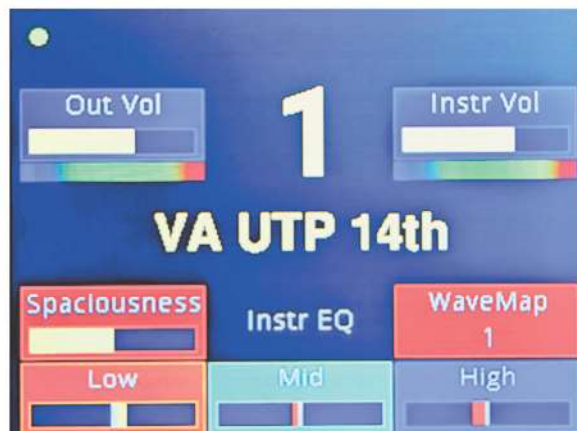 Out Vol
1
Instr Vol
VA UTP 14th
Spaciousness
Instr EQ
WaveMap
1
Low
Mid
High